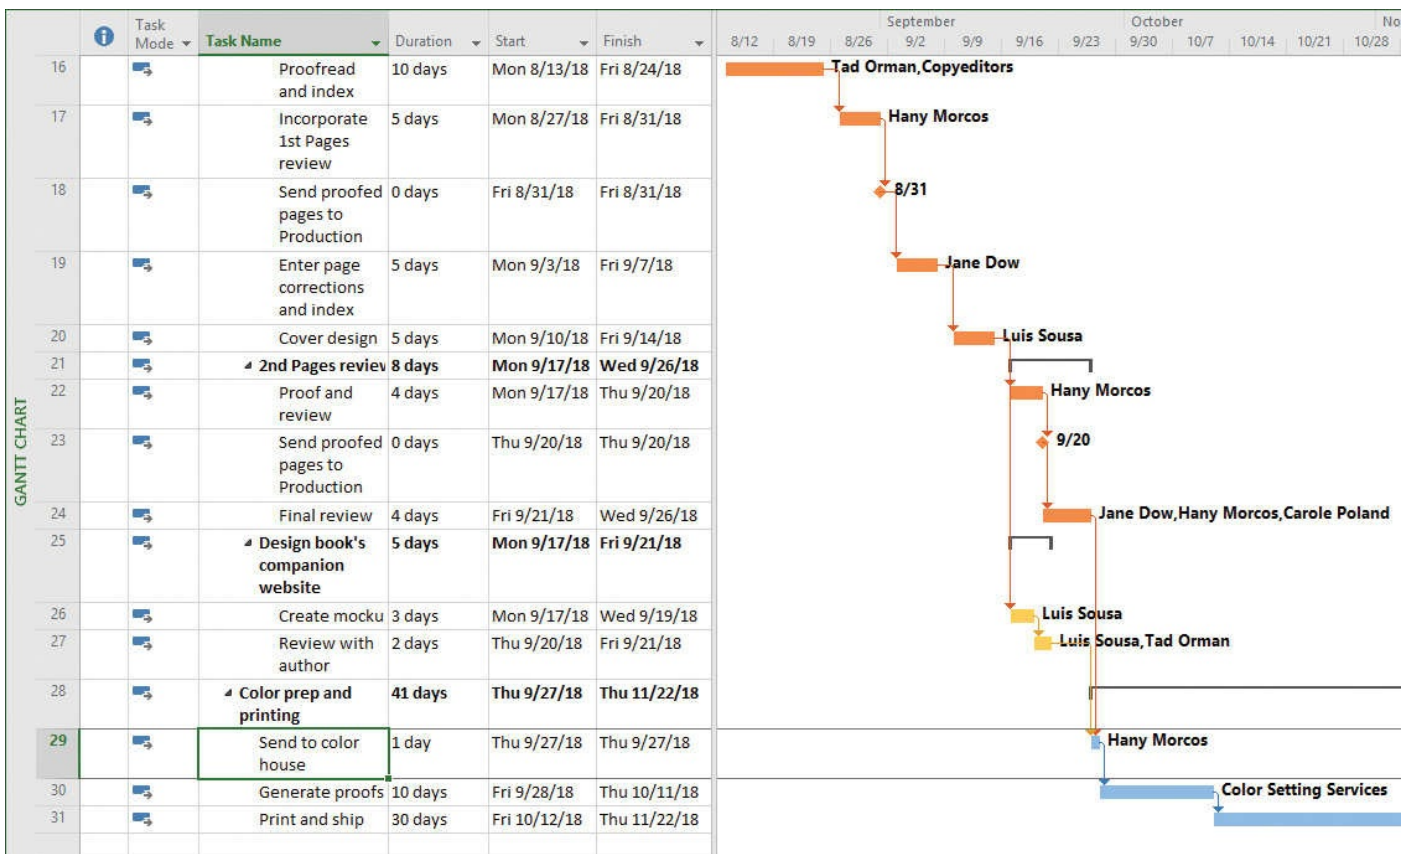 September October No
Task Mode Task Name Duration Start Finish 8/12 8/19 8/26 9/2 9/9 9/16 9/23 9/30 10/7 10/14 10/21 10/28
GANTT CHART
16 Proofread 10 days Mon 8/13/18 Fri 8/24/18 Tad Orman,Copyeditors
and index
17 Incorporate 5 days Mon 8/27/18 Fri 8/31/18 Hany Morcos
1st Pages
review
18 Send proofed 0 days Fri 8/31/18 Fri 8/31/18 8/31
pages to
Production
19 Enter page 5 days Mon 9/3/18 Fri 9/7/18 Jane Dow
corrections
and index
20 Cover design 5 days Mon 9/10/18 Fri 9/14/18 Luis Sousa
21 2nd Pages review 8 days Mon 9/17/18 Wed 9/26/18
22 Proof and 4 days Mon 9/17/18 Thu 9/20/18 Hany Morcos
review
23 Send proofed 0 days Thu 9/20/18 Thu 9/20/18 9/20
pages to
Production
24 Final review 4 days Fri 9/21/18 Wed 9/26/18 Jane Dow,Hany Morcos,Carole Poland
25 Design book's 5 days Mon 9/17/18 Fri 9/21/18
companion
website
26 Create mocku 3 days Mon 9/17/18 Wed 9/19/18 Luis Sousa
27 Review with 2 days Thu 9/20/18 Fri 9/21/18 Luis Sousa,Tad Orman
author
28 Color prep and 41 days Thu 9/27/18 Thu 11/22/18
printing
29 Send to color 1 day Thu 9/27/18 Thu 9/27/18 Hany Morcos
house
30 Generate proofs 10 days Fri 9/28/18 Thu 10/11/18 Color Setting Services
31 Print and ship 30 days Fri 10/12/18 Thu 11/22/18